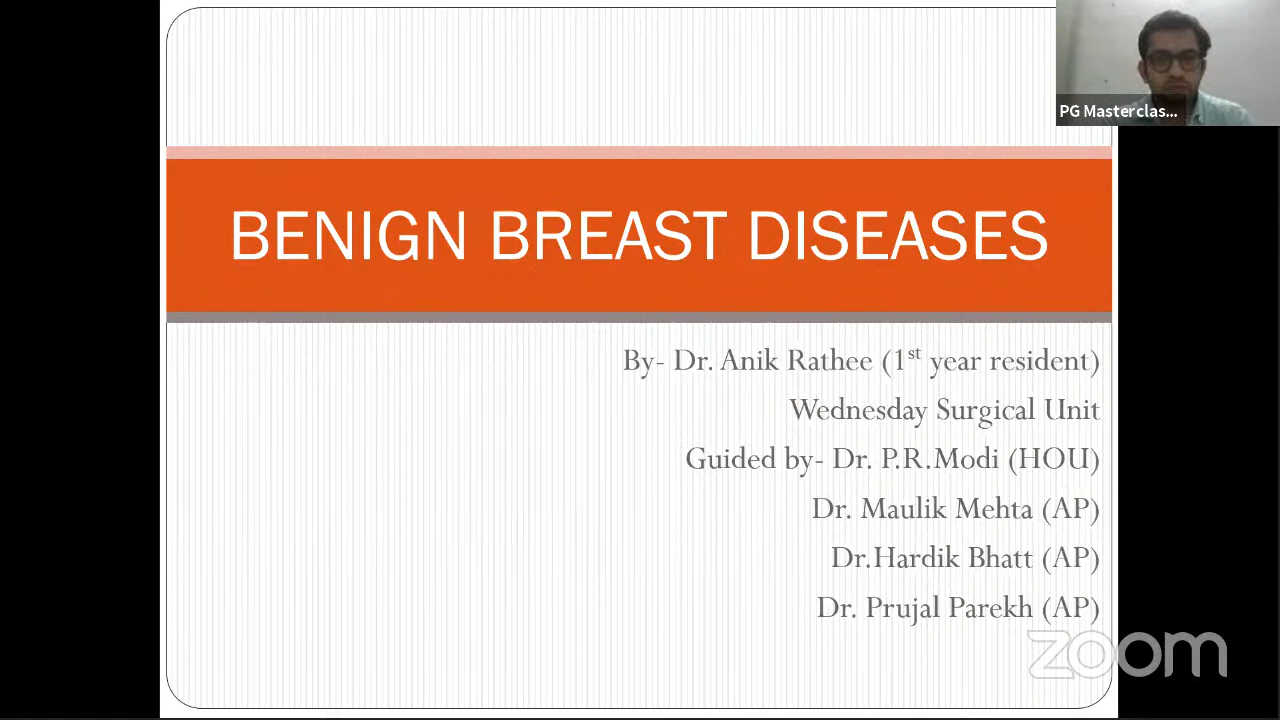 PG Masterclas...
BENIGN BREAST DISEASES
By- Dr. Anik Rathee (1st year resident)
Wednesday Surgical Unit
Guided by- Dr. P.R.Modi (HOU)
Dr. Maulik Mehta (AP)
Dr.Hardik Bhatt (AP)
Dr. Prujal Parekh (AP)
zoom